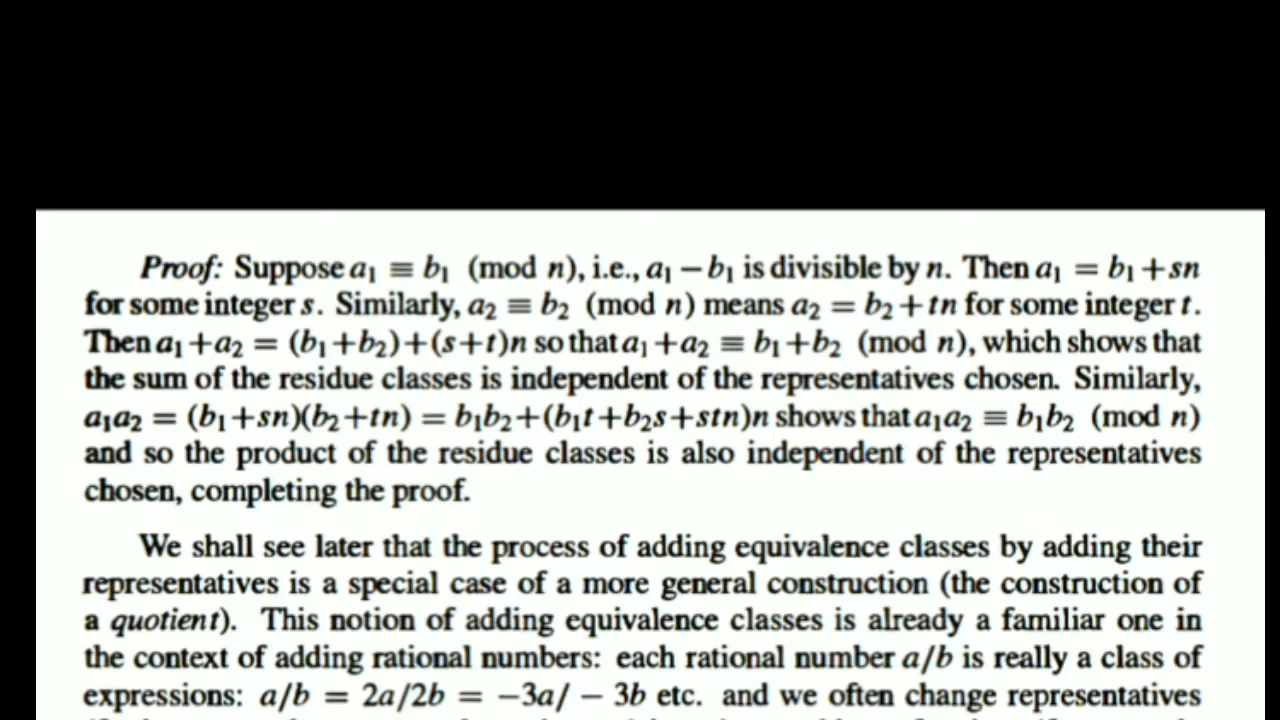 Proof: Suppose a₁ ≡ b₁ (mod n), i.e., a₁ − b₁ is divisible by n. Then a₁ = b₁ + sn
for some integer s. Similarly, a₂ ≡ b₂ (mod n) means a₂ = b₂ + tn for some integer t.
Then a₁ + a₂ = (b₁ + b₂) + (s + t)n so that a₁ + a₂ ≡ b₁ + b₂ (mod n), which shows that
the sum of the residue classes is independent of the representatives chosen. Similarly,
a₁a₂ = (b₁ + sn)(b₂ + tn) = b₁b₂ + (b₁t + b₂s + stn)n shows that a₁a₂ ≡ b₁b₂ (mod n)
and so the product of the residue classes is also independent of the representatives
chosen, completing the proof.
We shall see later that the process of adding equivalence classes by adding their
representatives is a special case of a more general construction (the construction of
a quotient). This notion of adding equivalence classes is already a familiar one in
the context of adding rational numbers: each rational number a/b is really a class of
expressions: a/b = 2a/2b = −3a/ − 3b etc. and we often change representatives